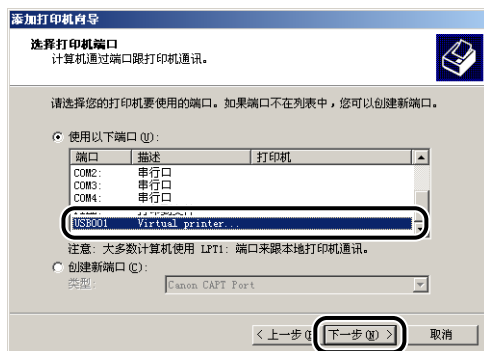 添加打印机向导
选择打印机端口
计算机通过端口跟打印机通讯。
请选择您的打印机要使用的端口。如果端口不在列表中，您可以创建新端口。
使用以下端口(U):
端口 描述 打印机
COM2: 串行口
COM3: 串行口
COM4: 串行口
打印到文件
USB001 Virtual printer...
注意: 大多数计算机使用 LPT1: 端口来跟本地打印机通讯。
创建新端口(C):
类型: Canon CAPT Port
< 上一步 下一步(N) > 取消